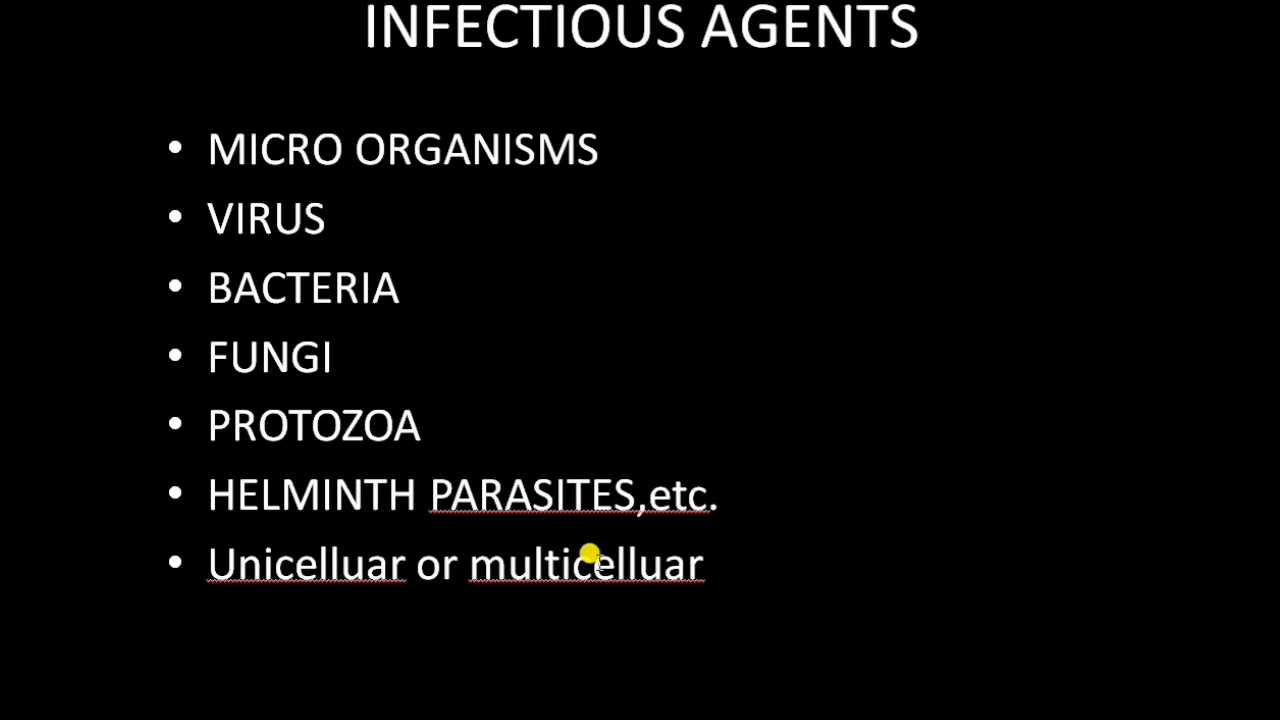 INFECTIOUS AGENTS
• MICRO ORGANISMS
• VIRUS
• BACTERIA
• FUNGI
• PROTOZOA
• HELMINTH PARASITES,etc.
• Unicelluar or multicelluar